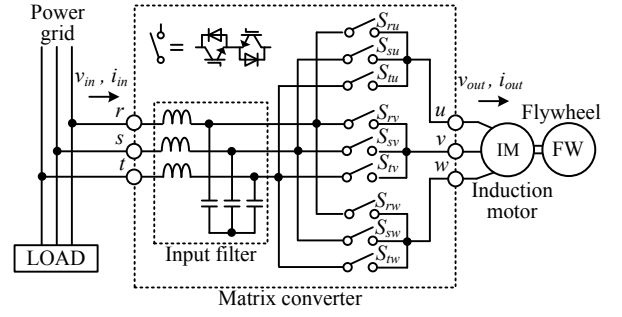 Power
grid
v_in , i_in
r
s
t
=
S_ru
S_su
S_tu
S_rv
S_sv
S_tv
S_rw
S_sw
S_tw
v_out , i_out
u
v
w
Flywheel
IM
FW
Induction
motor
LOAD
Input filter
Matrix converter